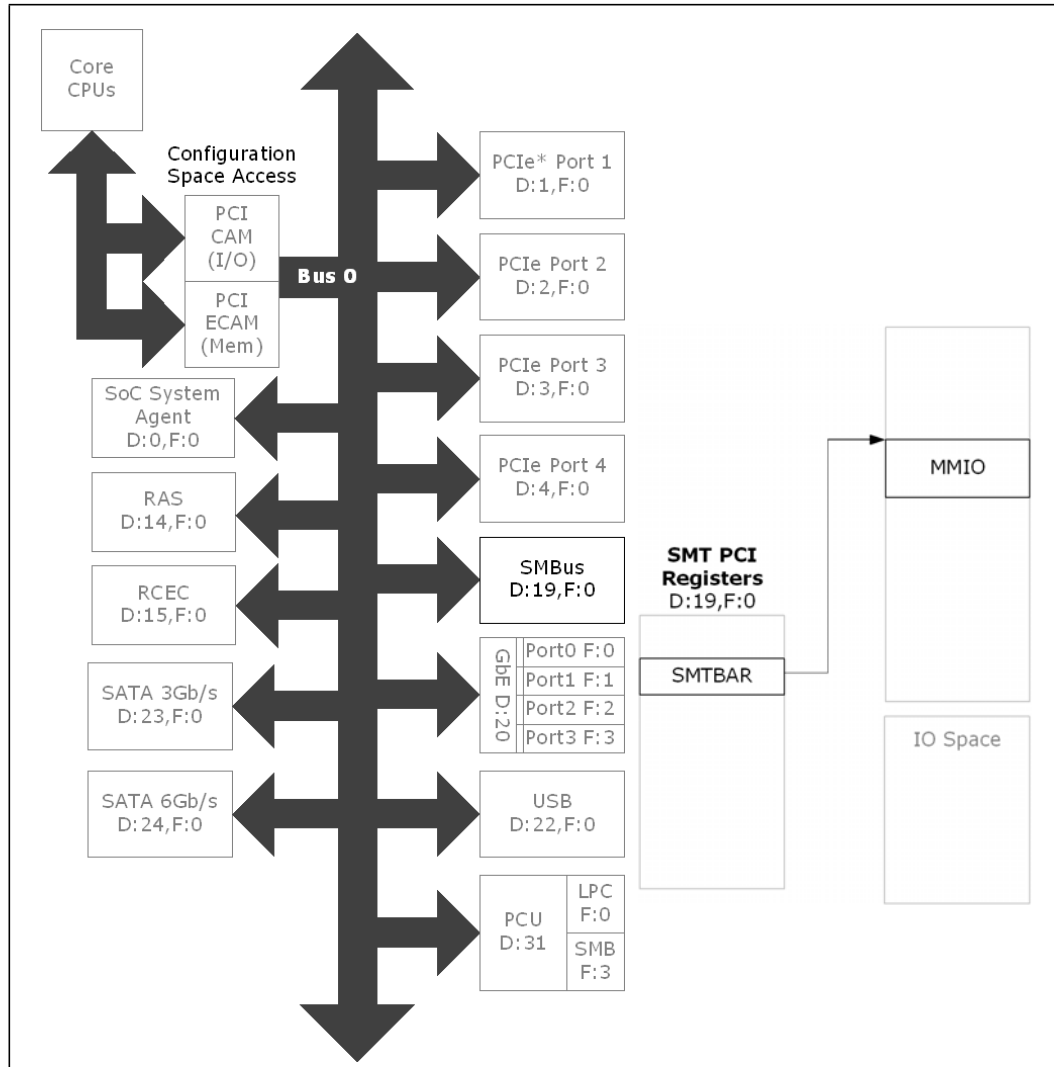 Core
CPUs
Configuration
Space Access
PCI
CAM
(I/O)
PCI
ECAM
(Mem)
Bus 0
SoC System
Agent
D:0,F:0
RAS
D:14,F:0
RCEC
D:15,F:0
SATA 3Gb/s
D:23,F:0
SATA 6Gb/s
D:24,F:0
PCIe* Port 1
D:1,F:0
PCIe Port 2
D:2,F:0
PCIe Port 3
D:3,F:0
PCIe Port 4
D:4,F:0
SMBus
D:19,F:0
GbE D:20
Port0 F:0
Port1 F:1
Port2 F:2
Port3 F:3
USB
D:22,F:0
PCU
D:31
LPC
F:0
SMB
F:3
SMT PCI
Registers
D:19,F:0
SMTBAR
MMIO
IO Space